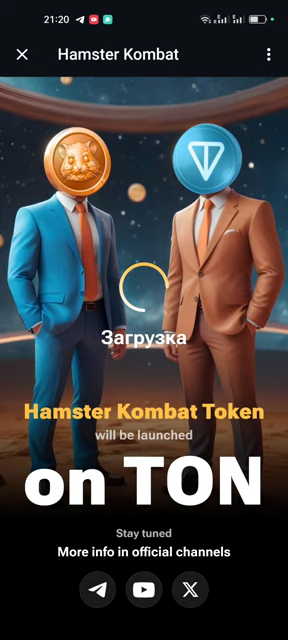 21:20
Hamster Kombat
Загрузка
Hamster Kombat Token
will be launched
on TON
Stay tuned
More info in official channels